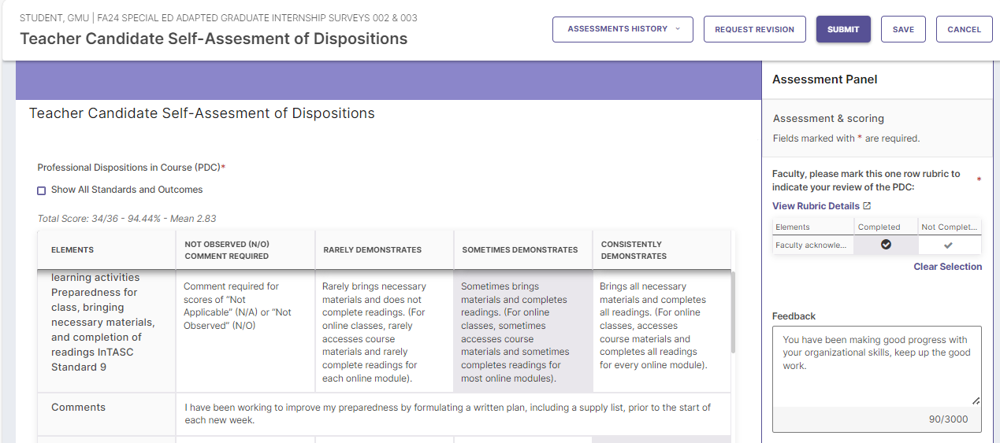 STUDENT, GMU | FA24 SPECIAL ED ADAPTED GRADUATE INTERNSHIP SURVEYS 002 & 003
Teacher Candidate Self-Assesment of Dispositions
ASSESSMENTS HISTORY
REQUEST REVISION
SUBMIT
SAVE
CANCEL
Teacher Candidate Self-Assesment of Dispositions
Professional Dispositions in Course (PDC)*
Show All Standards and Outcomes
Total Score: 34/36 - 94.44% - Mean 2.83
ELEMENTS
NOT OBSERVED (N/O)
COMMENT REQUIRED
RARELY DEMONSTRATES
SOMETIMES DEMONSTRATES
CONSISTENTLY
DEMONSTRATES
learning activities
Preparedness for
class, bringing
necessary materials,
and completion of
readings InTASC
Standard 9
Comment required for
scores of “Not
Applicable” (N/A) or “Not
Observed” (N/O)
Rarely brings necessary
materials and does not
complete readings. (For
online classes, rarely
accesses course
materials and rarely
complete readings for
each online module).
Sometimes brings
materials and completes
readings. (For online
classes, sometimes
accesses course
materials and sometimes
completes readings for
most online modules).
Brings all necessary
materials and completes
all readings. (For online
classes, accesses
course materials and
completes all readings
for every online module).
Comments
I have been working to improve my preparedness by formulating a written plan, including a supply list, prior to the start of
each new week.
Assessment Panel
Assessment & scoring
Fields marked with * are required.
Faculty, please mark this one row rubric to
indicate your review of the PDC:
*
View Rubric Details
Elements
Completed
Not Complet...
Faculty acknowle...
Clear Selection
Feedback
You have been making good progress with
your organizational skills, keep up the good
work.
90/3000